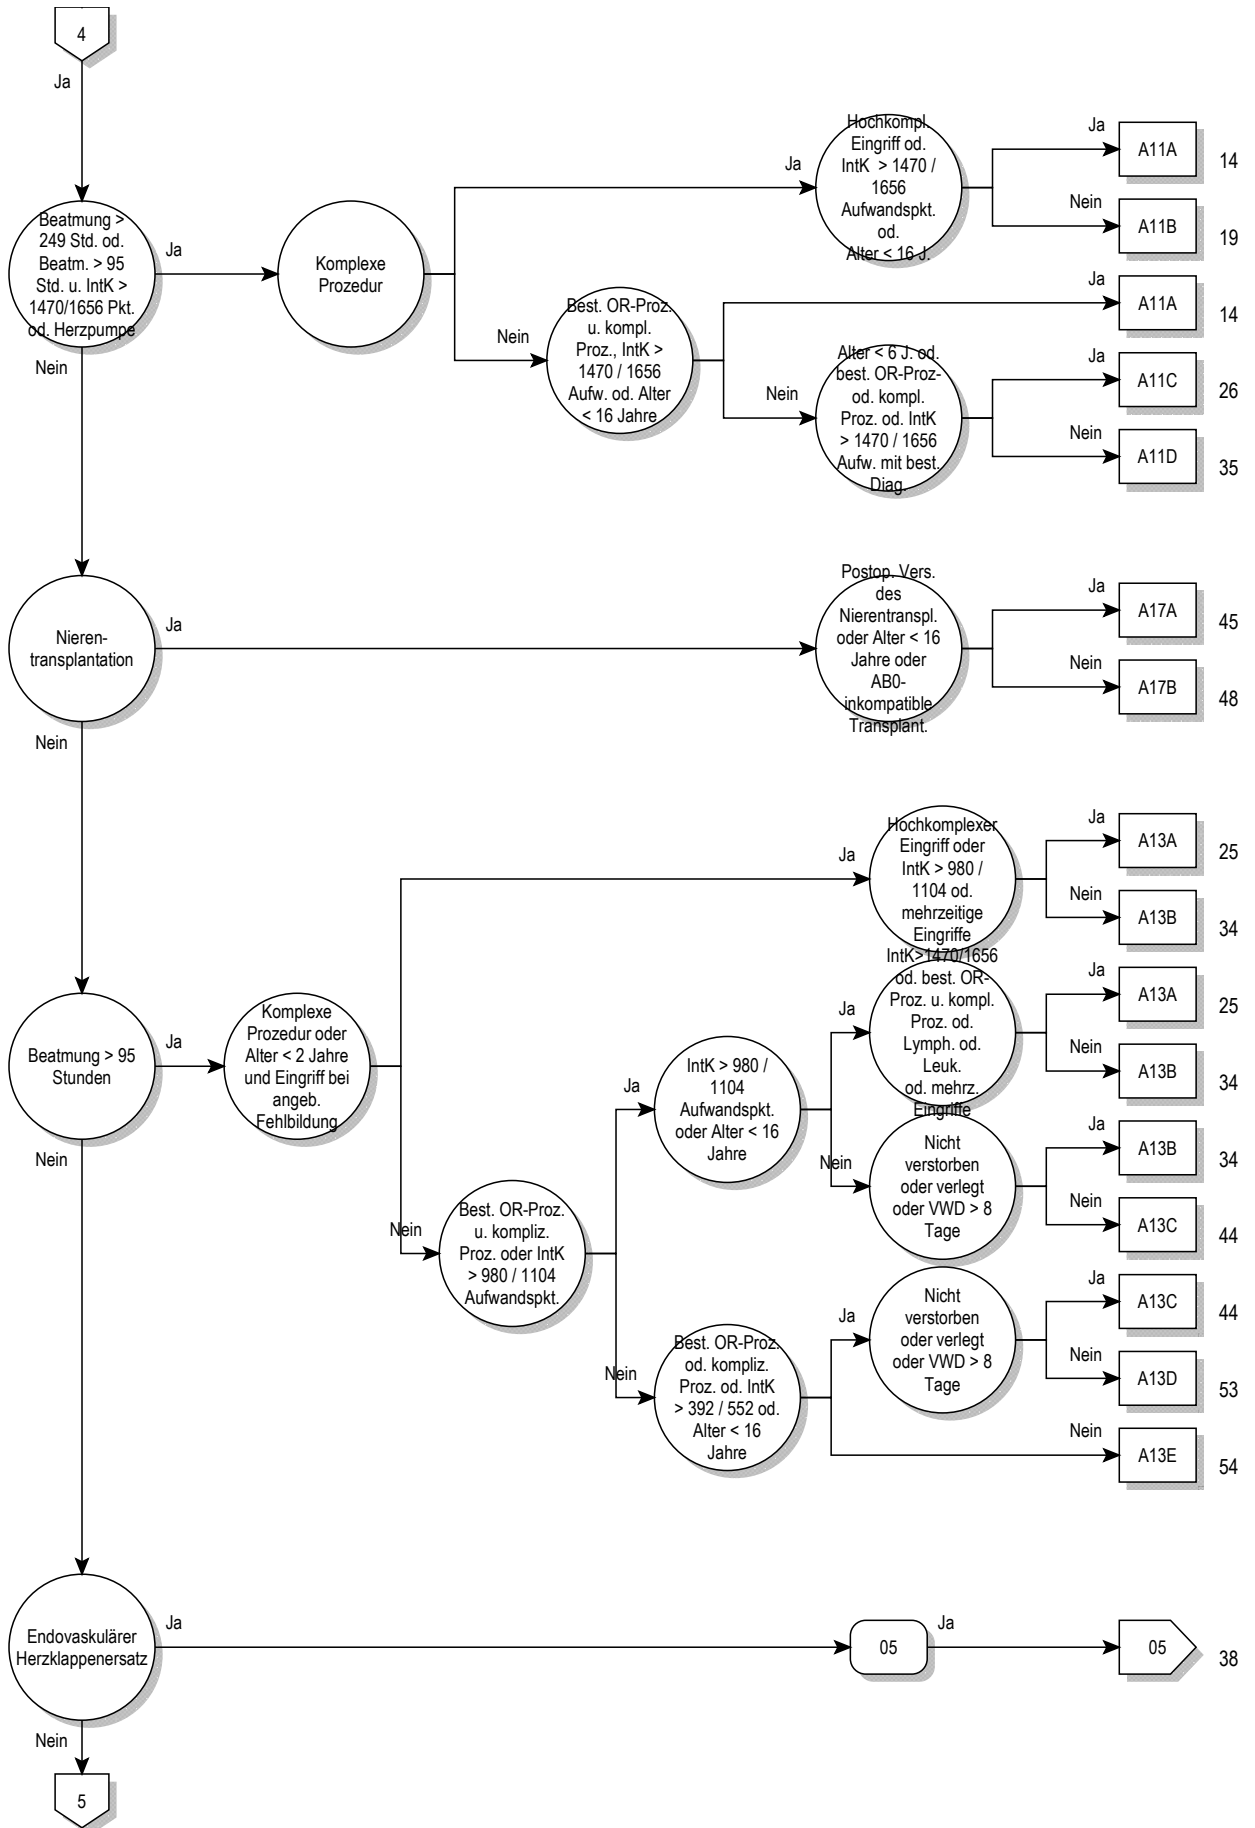 4
Ja
Beatmung >
249 Std. od.
Beatm. > 95
Std. u. IntK >
1470/1656 Pkt.
od. Herzpumpe
Ja
Nein
Komplexe
Prozedur
Ja
Nein
Hochkompl.
Eingriff od.
IntK > 1470 /
1656
Aufwandspkt.
od.
Alter < 16 J.
Ja
A11A
14
Nein
A11B
19
Best. OR-Proz.
u. kompl.
Proz., IntK >
1470 / 1656
Aufw. od. Alter
< 16 Jahre
Ja
A11A
14
Nein
Alter < 6 J. od.
best. OR-Proz-
od. kompl.
Proz. od. IntK
> 1470 / 1656
Aufw. mit best.
Diag.
Ja
A11C
26
Nein
A11D
35
Nieren-
transplantation
Ja
Nein
Postop. Vers.
des
Nierentranspl.
oder Alter < 16
Jahre oder
AB0-
inkompatible
Transplant.
Ja
A17A
45
Nein
A17B
48
Beatmung > 95
Stunden
Ja
Nein
Komplexe
Prozedur oder
Alter < 2 Jahre
und Eingriff bei
angeb.
Fehlbildung
Ja
Nein
Hochkomplexer
Eingriff oder
IntK > 980 /
1104 od.
mehrzeitige
Eingriffe
Ja
A13A
25
Nein
A13B
34
Best. OR-Proz.
u. kompliz.
Proz. oder IntK
> 980 / 1104
Aufwandspkt.
Ja
Nein
IntK > 980 /
1104
Aufwandspkt.
oder Alter < 16
Jahre
Ja
Nein
IntK>1470/1656
od. best. OR-
Proz. u. kompl.
Proz. od.
Lymph. od.
Leuk.
od. mehrz.
Eingriffe
Ja
A13A
25
Nein
A13B
34
Nicht
verstorben
oder verlegt
oder VWD > 8
Tage
Ja
A13B
34
Nein
A13C
44
Best. OR-Proz.
od. kompliz.
Proz. od. IntK
> 392 / 552 od.
Alter < 16
Jahre
Ja
Nicht
verstorben
oder verlegt
oder VWD > 8
Tage
Ja
A13C
44
Nein
A13D
53
Nein
A13E
54
Endovaskulärer
Herzklappenersatz
Ja
05
Ja
05
38
Nein
5